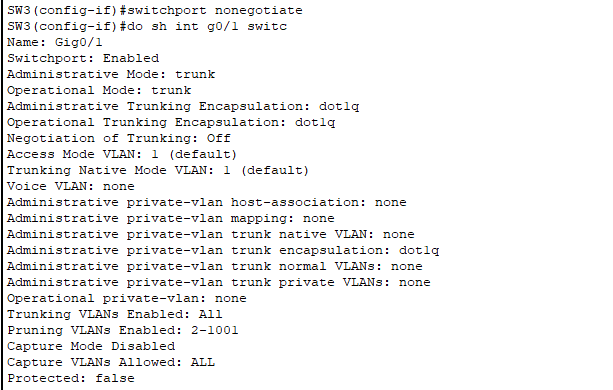 SW3(config-if)#switchport nonegotiate
SW3(config-if)#do sh int g0/1 switc
Name: Gig0/1
Switchport: Enabled
Administrative Mode: trunk
Operational Mode: trunk
Administrative Trunking Encapsulation: dot1q
Operational Trunking Encapsulation: dot1q
Negotiation of Trunking: Off
Access Mode VLAN: 1 (default)
Trunking Native Mode VLAN: 1 (default)
Voice VLAN: none
Administrative private-vlan host-association: none
Administrative private-vlan mapping: none
Administrative private-vlan trunk native VLAN: none
Administrative private-vlan trunk encapsulation: dot1q
Administrative private-vlan trunk normal VLANs: none
Administrative private-vlan trunk private VLANs: none
Operational private-vlan: none
Trunking VLANs Enabled: All
Pruning VLANs Enabled: 2-1001
Capture Mode Disabled
Capture VLANs Allowed: ALL
Protected: false